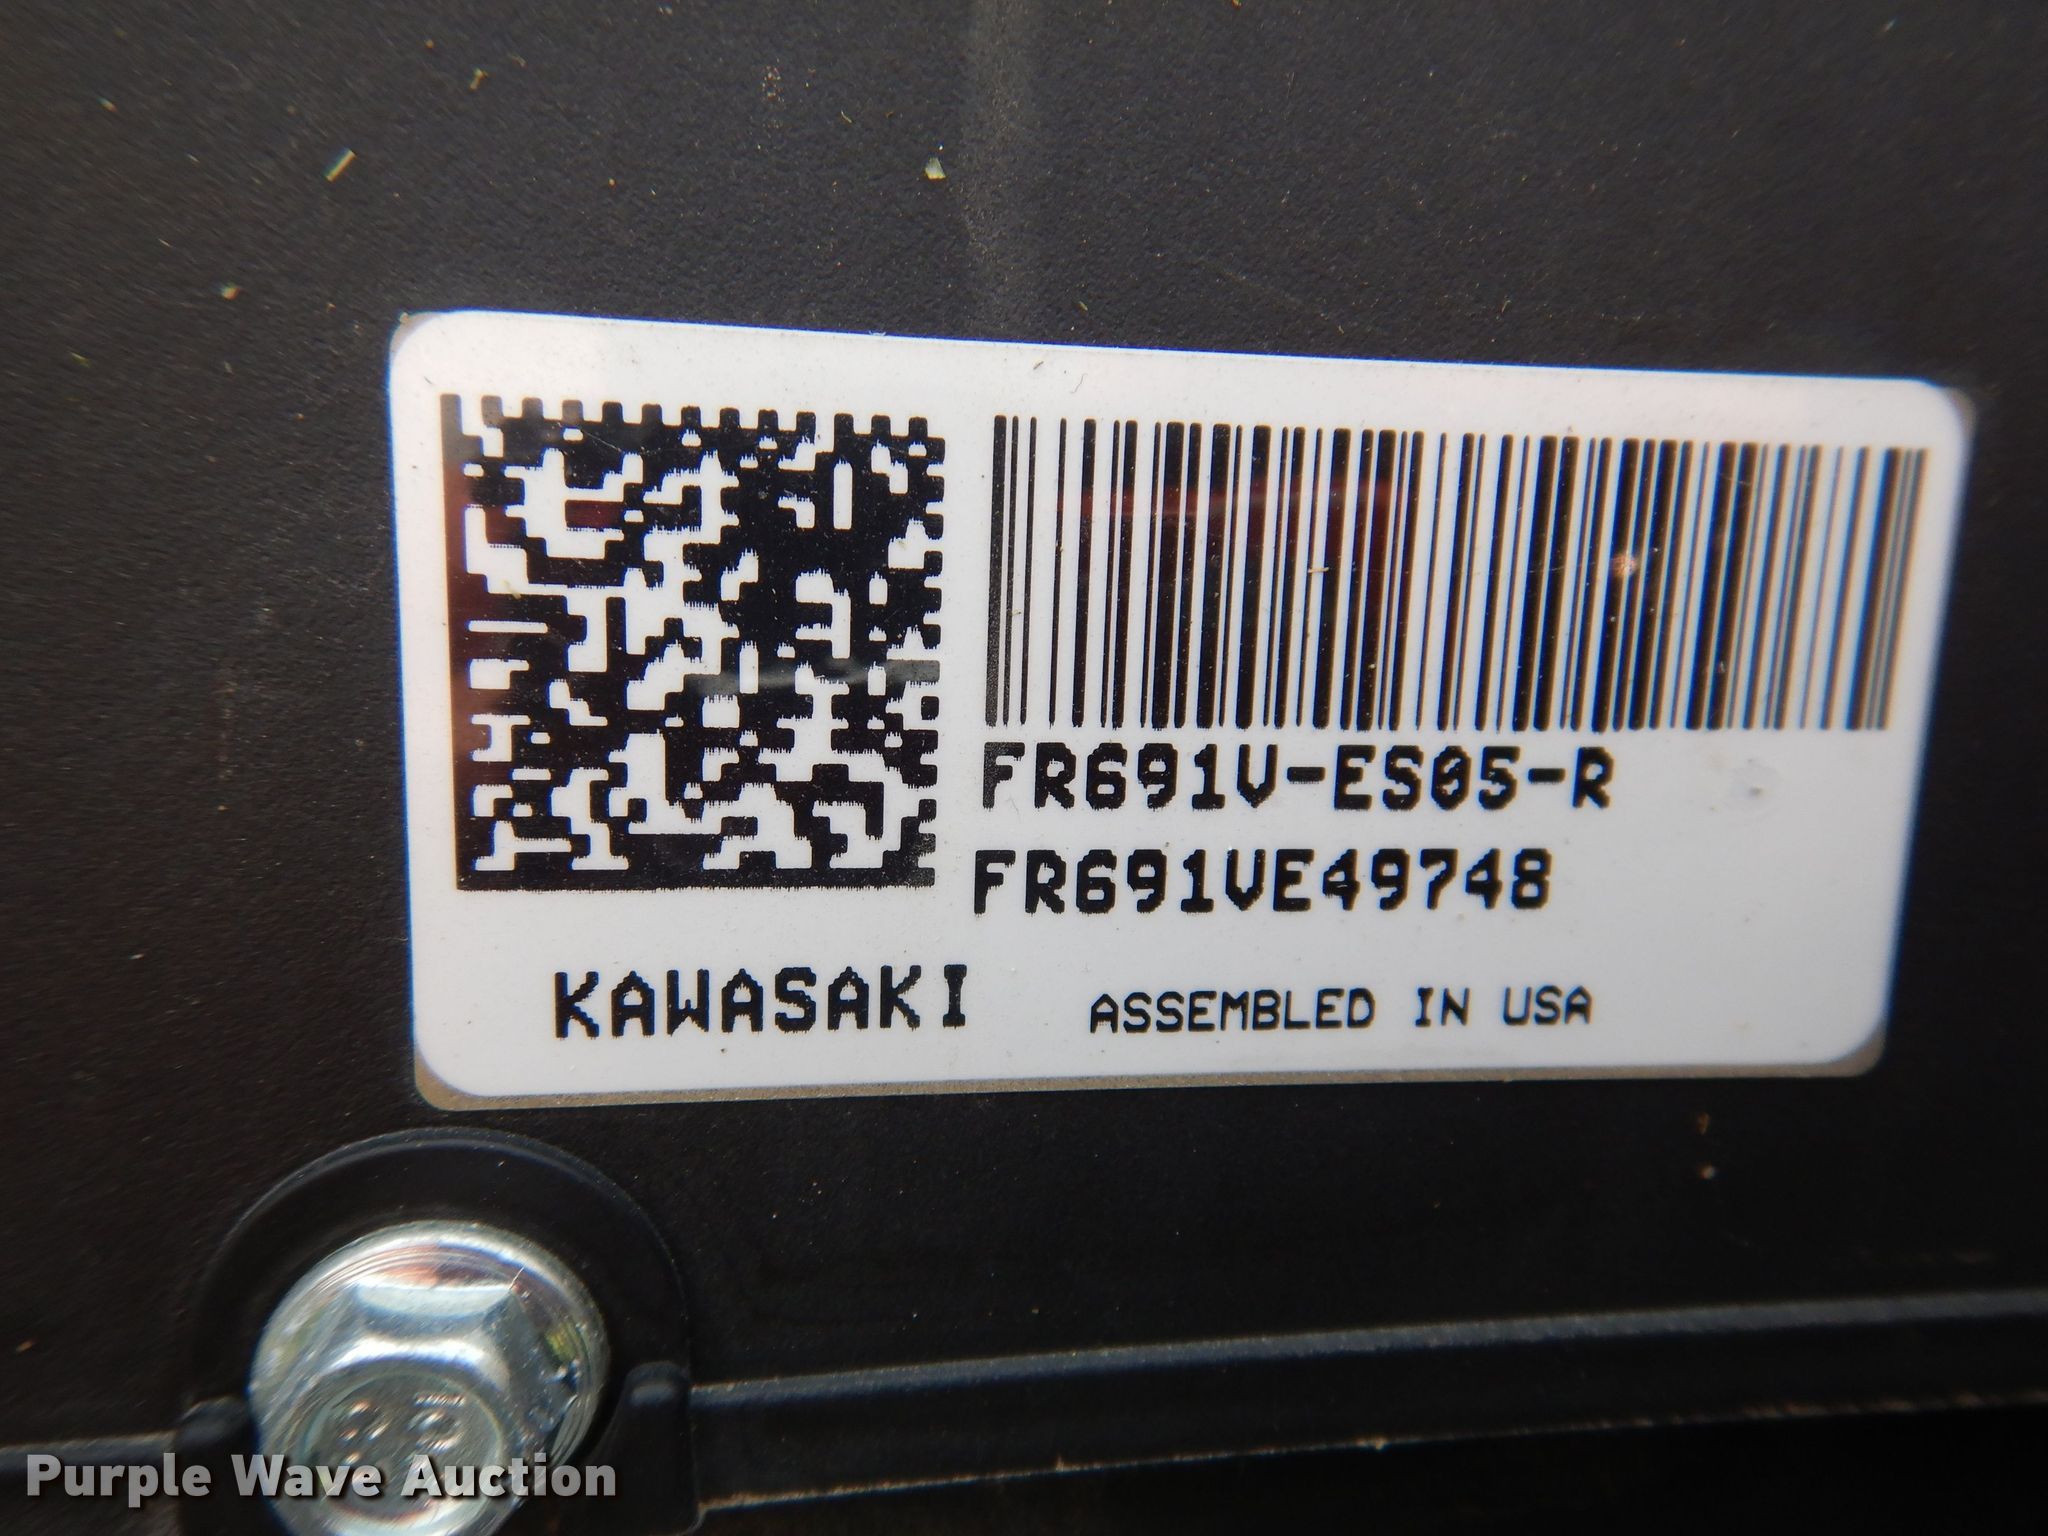 FR691V-ES05-R
FR691VE49748
KAWASAKI ASSEMBLED IN USA
Purple Wave Auction